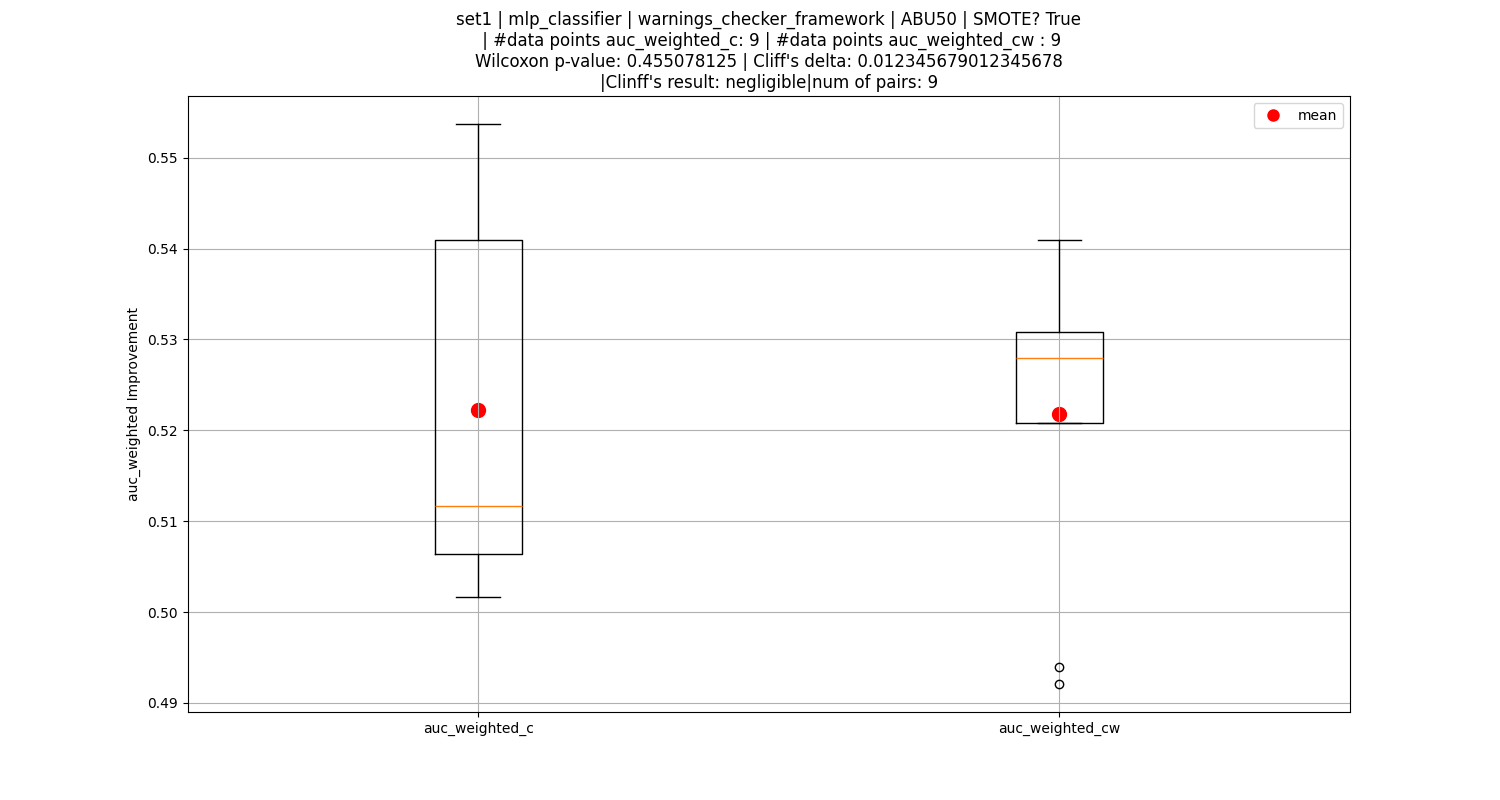 set1 | mlp_classifier | warnings_checker_framework | ABU50 | SMOTE? True
| #data points auc_weighted_c: 9 | #data points auc_weighted_cw : 9
Wilcoxon p-value: 0.455078125 | Cliff's delta: 0.012345679012345678
|Clinff's result: negligible|num of pairs: 9
mean
auc_weighted Improvement
0.55
0.54
0.53
0.52
0.51
0.50
0.49
auc_weighted_c
auc_weighted_cw